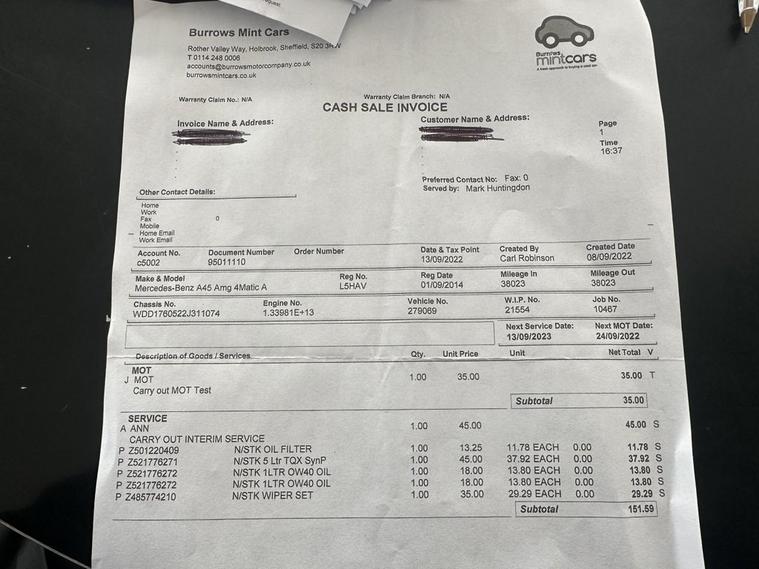 Burrows Mint Cars
Rother Valley Way, Holbrook, Sheffield, S20
T 0114 248 0006
accounts@burrowsmotorcompany.co.uk
burrowsmintcars.co.uk
Burrows
mintcars
A fresh approach to buying a used car
Warranty Claim No.: N/A
Warranty Claim Branch: N/A
CASH SALE INVOICE
Invoice Name & Address:
Customer Name & Address:
Page
1
Time
16:37
Preferred Contact No: Fax: 0
Served by: Mark Huntingdon
Other Contact Details:
Home
Work
Fax 0
Mobile
Home Email
Work Email
Account No. Document Number Order Number Date & Tax Point Created By Created Date
c5002 95011110 13/09/2022 Carl Robinson 08/09/2022
Make & Model Reg No. Reg Date Mileage In Mileage Out
Mercedes-Benz A45 Amg 4Matic A L5HAV 01/09/2014 38023 38023
Chassis No. Engine No. Vehicle No. W.I.P. No. Job No.
WDD1760522J311074 1.33981E+13 279069 21554 10467
Next Service Date: Next MOT Date:
13/09/2023 24/09/2022
Description of Goods / Services Qty. Unit Price Unit Net Total V
MOT
J MOT 1.00 35.00 35.00 T
Carry out MOT Test
Subtotal 35.00
SERVICE
A ANN 1.00 45.00 45.00 S
CARRY OUT INTERIM SERVICE
P Z501220409 N/STK OIL FILTER 1.00 13.25 11.78 EACH 0.00 11.78 S
P Z521776271 N/STK 5 Ltr TQX SynP 1.00 45.00 37.92 EACH 0.00 37.92 S
P Z521776272 N/STK 1LTR OW40 OIL 1.00 18.00 13.80 EACH 0.00 13.80 S
P Z521776272 N/STK 1LTR OW40 OIL 1.00 18.00 13.80 EACH 0.00 13.80 S
P Z485774210 N/STK WIPER SET 1.00 35.00 29.29 EACH 0.00 29.29 S
Subtotal 151.59